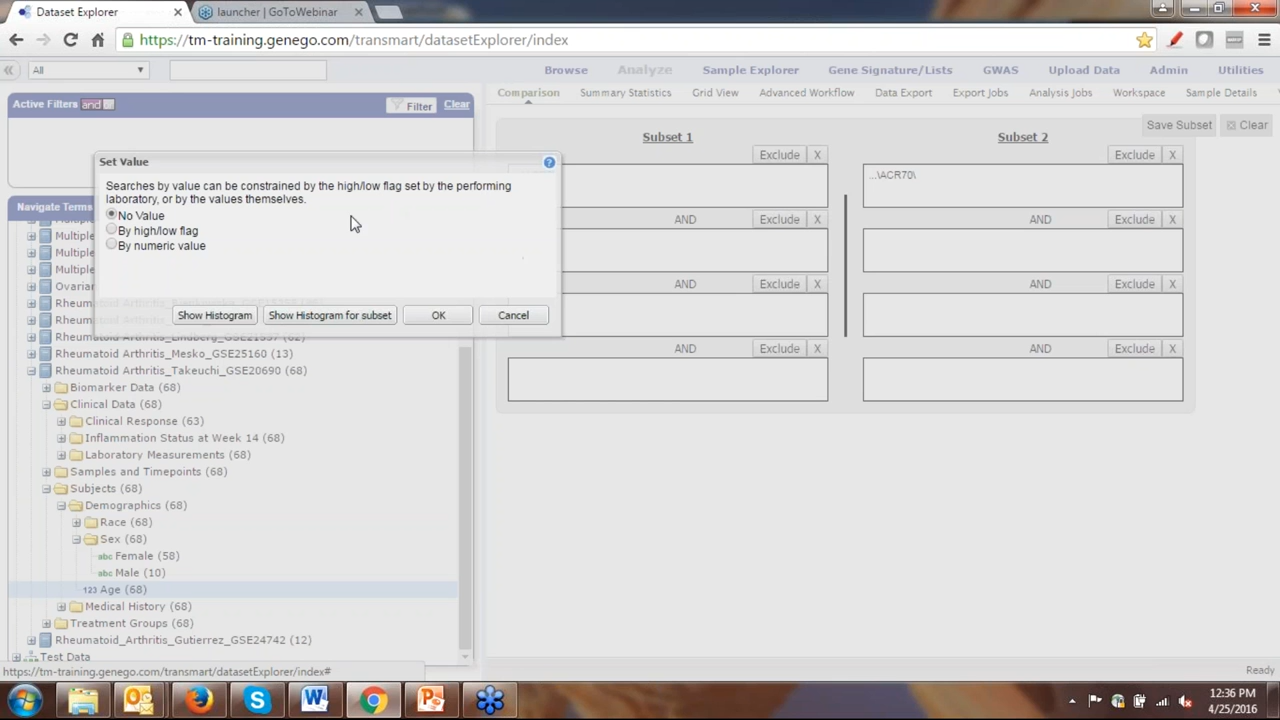 Dataset Explorer
launcher | GoToWebinar
https://tm-training.genego.com/transmart/datasetExplorer/index
All
Browse Analyze Sample Explorer Gene Signature/Lists GWAS Upload Data Admin Utilities
Active Filters and Filter Clear
Comparison Summary Statistics Grid View Advanced Workflow Data Export Export Jobs Analysis Jobs Workspace Sample Details
Save Subset Clear
Subset 1 Subset 2
Exclude X Exclude X
...\ACR70\
AND Exclude X AND Exclude X
AND Exclude X AND Exclude X
AND Exclude X AND Exclude X
Set Value
Searches by value can be constrained by the high/low flag set by the performing
laboratory, or by the values themselves.
No Value
By high/low flag
By numeric value
Show Histogram Show Histogram for subset OK Cancel
Navigate Terms
Multiple
Multiple
Multiple
Ovarian
Rheumatoid
Rheumatoid
Rheumatoid Arthritis_Lindberg_GSE21537 (62)
Rheumatoid Arthritis_Mesko_GSE25160 (13)
Rheumatoid Arthritis_Takeuchi_GSE20690 (68)
Biomarker Data (68)
Clinical Data (68)
Clinical Response (63)
Inflammation Status at Week 14 (68)
Laboratory Measurements (68)
Samples and Timepoints (68)
Subjects (68)
Demographics (68)
Race (68)
Sex (68)
abc Female (58)
abc Male (10)
123 Age (68)
Medical History (68)
Treatment Groups (68)
Rheumatoid_Arthritis_Gutierrez_GSE24742 (12)
Test Data
https://tm-training.genego.com/transmart/datasetExplorer/index#
Ready
12:36 PM
4/25/2016